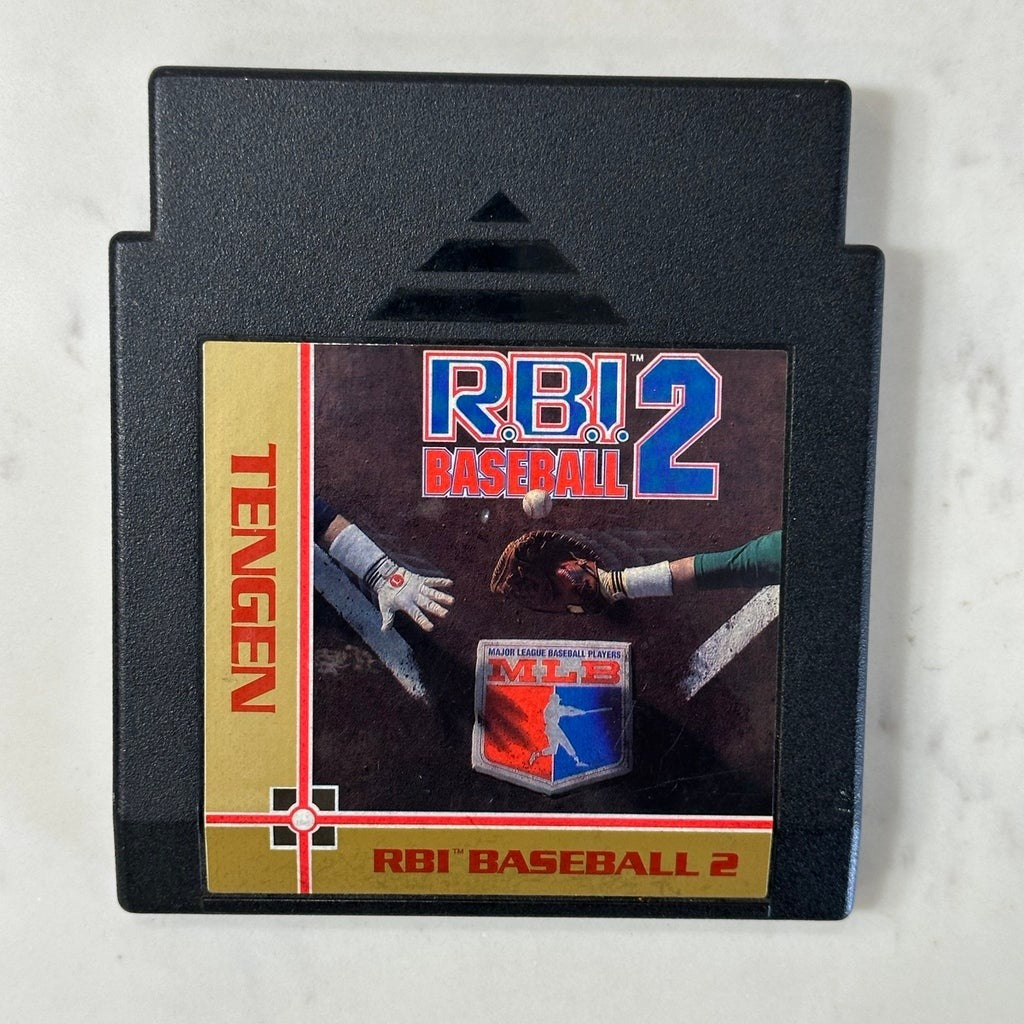 R.B.I.™ 2
BASEBALL
TENGEN
MAJOR LEAGUE BASEBALL PLAYERS
MLB
RBI™ BASEBALL 2